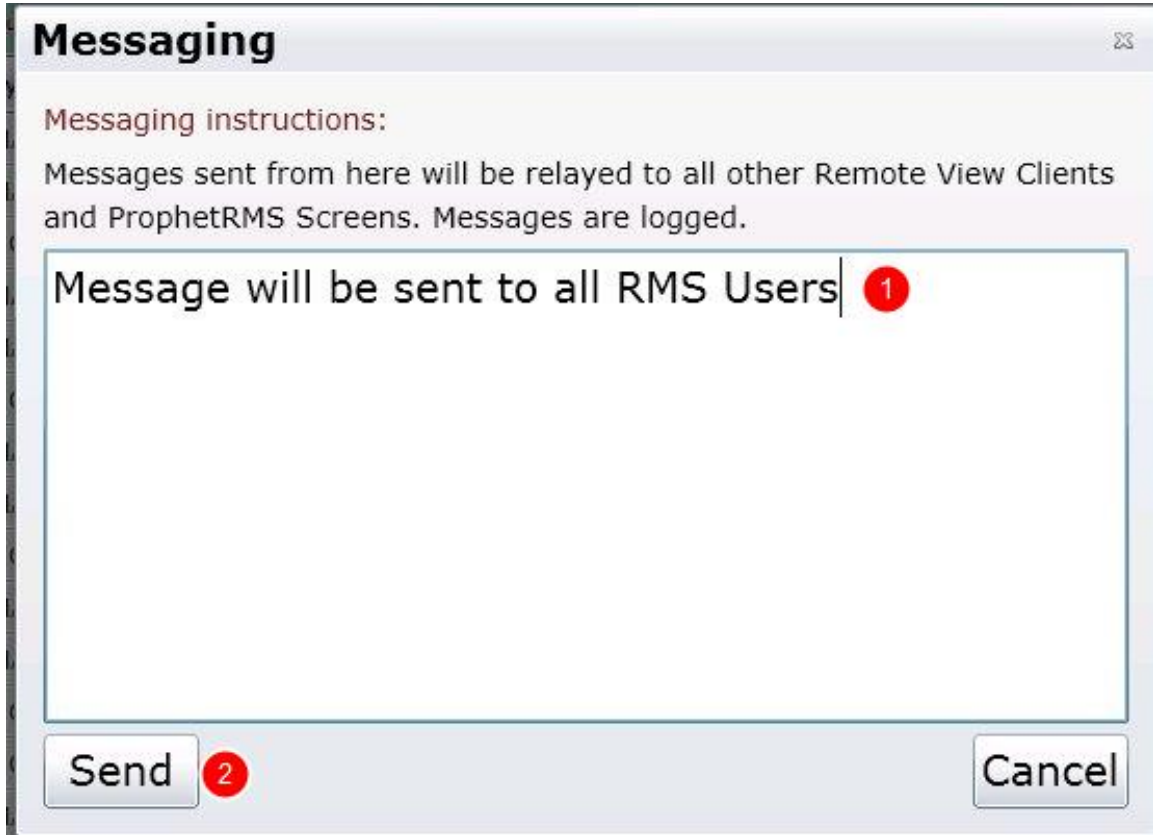 Messaging
Messaging instructions:
Messages sent from here will be relayed to all other Remote View Clients
and ProphetRMS Screens. Messages are logged.
Message will be sent to all RMS Users 1
Send 2 Cancel